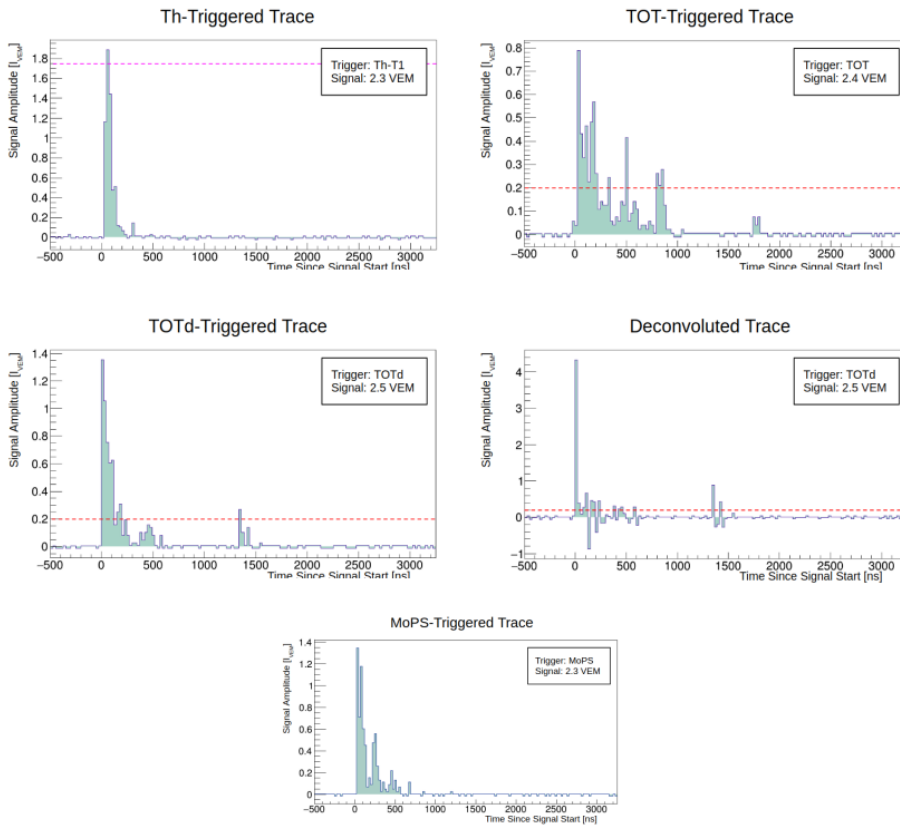 Th-Triggered Trace
Signal Amplitude [I_VEM]
1.8
1.6
1.4
1.2
1
0.8
0.6
0.4
0.2
0
Trigger: Th-T1
Signal: 2.3 VEM
−500 0 500 1000 1500 2000 2500 3000
Time Since Signal Start [ns]
TOT-Triggered Trace
Signal Amplitude [I_VEM]
0.8
0.7
0.6
0.5
0.4
0.3
0.2
0.1
0
Trigger: TOT
Signal: 2.4 VEM
−500 0 500 1000 1500 2000 2500 3000
Time Since Signal Start [ns]
TOTd-Triggered Trace
Signal Amplitude [I_VEM]
1.4
1.2
1
0.8
0.6
0.4
0.2
0
Trigger: TOTd
Signal: 2.5 VEM
−500 0 500 1000 1500 2000 2500 3000
Time Since Signal Start [ns]
Deconvoluted Trace
Signal Amplitude [I_VEM]
4
3
2
1
0
−1
Trigger: TOTd
Signal: 2.5 VEM
−500 0 500 1000 1500 2000 2500 3000
Time Since Signal Start [ns]
MoPS-Triggered Trace
Signal Amplitude [I_VEM]
1.4
1.2
1
0.8
0.6
0.4
0.2
0
Trigger: MoPS
Signal: 2.3 VEM
−500 0 500 1000 1500 2000 2500 3000
Time Since Signal Start [ns]